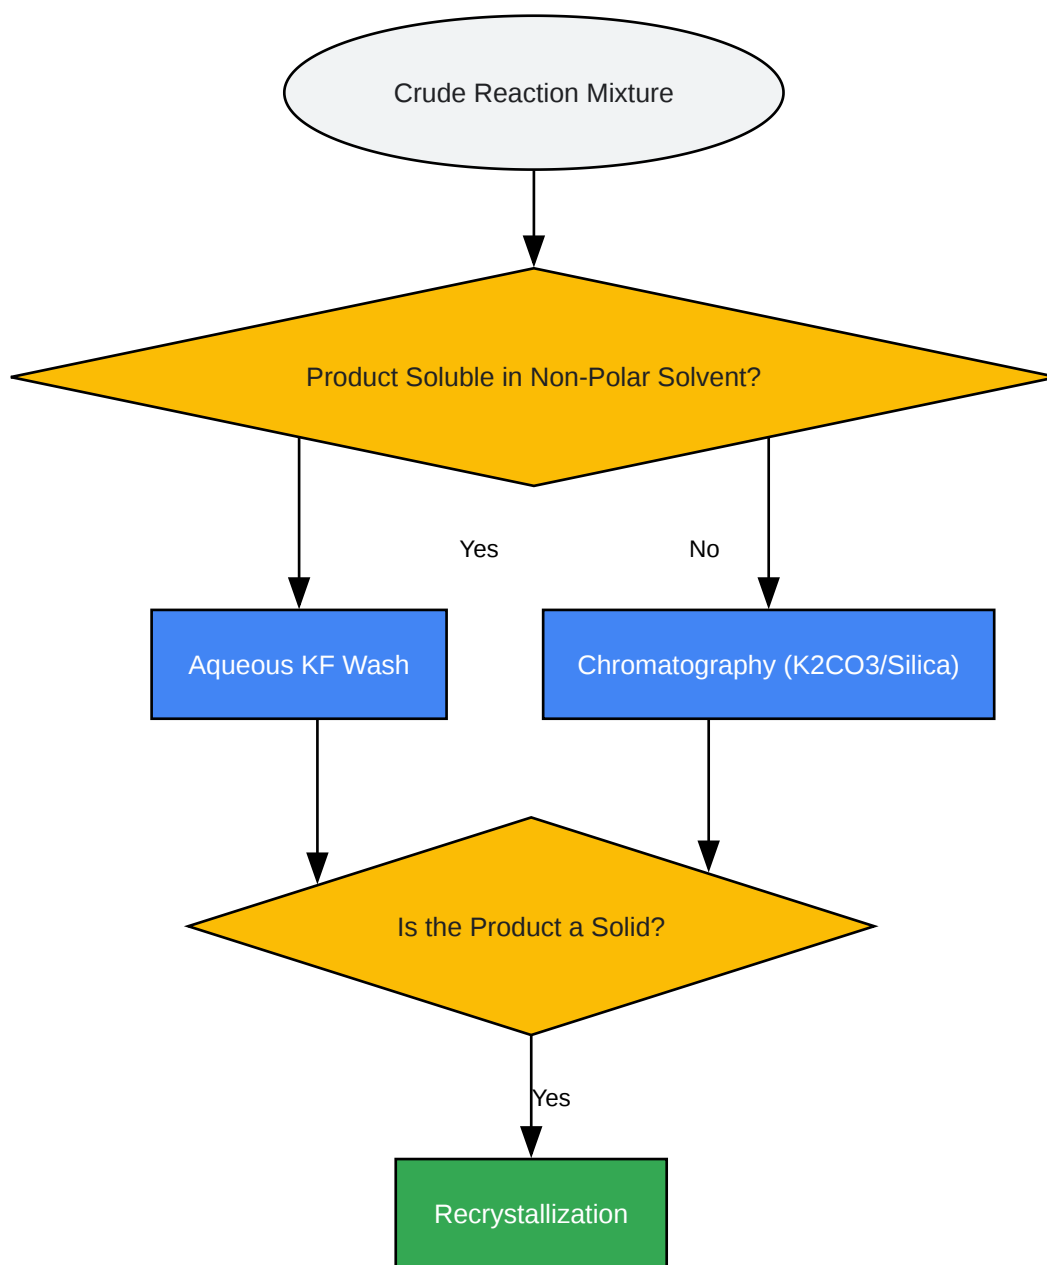 Crude Reaction Mixture
Product Soluble in Non-Polar Solvent?
Yes
No
Aqueous KF Wash
Chromatography (K2CO3/Silica)
Is the Product a Solid?
Yes
Recrystallization